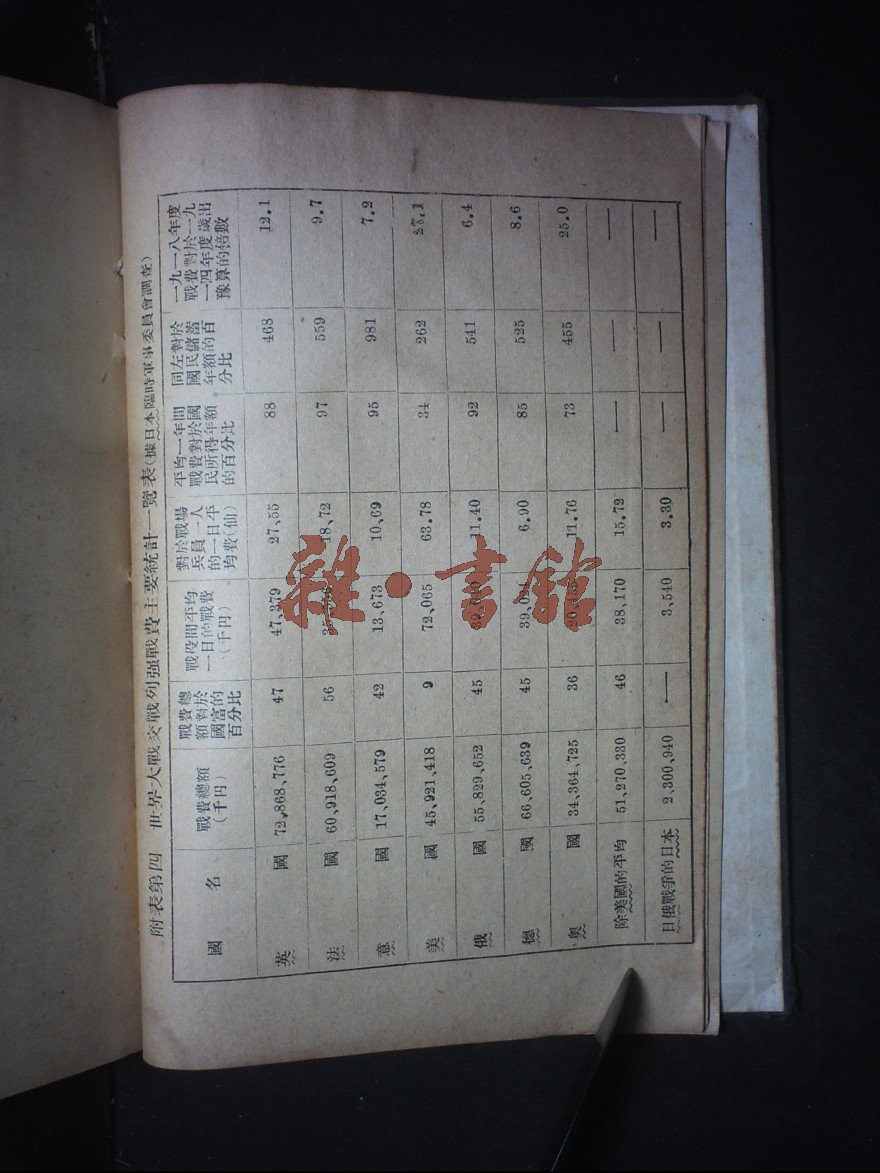 附表第四 世界大戰交戰列强戰費主要統計一覽表(據日本臨時軍事委員會調査)
國 名 戰費總額(千円) 戰費總額對於國富的百分比 戰役間平均一日的戰費(千円) 對於戰場兵員一人的一日平均費(仙) 平均一年間戰費對於國民所得年額的百分比 同左對於國民儲蓄年額的百分比 一九一八年度戰費對於一九一四年度歲出豫算的倍數
英 國 72,868,776 47 47,379 27,55 88 468 12.1
法 國 60,918,609 56 18,72 97 559 9.7
意 國 17,034,579 42 13,673 10,69 95 981 7.2
美 國 45,921,418 9 72,065 63.78 34 262 27.1
俄 國 55,829,652 45 11.40 92 541 6.4
德 國 66,605,639 45 6.90 85 525 8.6
奧 國 34,364,725 36 11.76 73 455 25.0
除美國的平均 51,270,330 46 38,170 15.72 — — —
日俄戰爭的日本 2,300,940 — 3,540 3.30 — — —
雜·書館